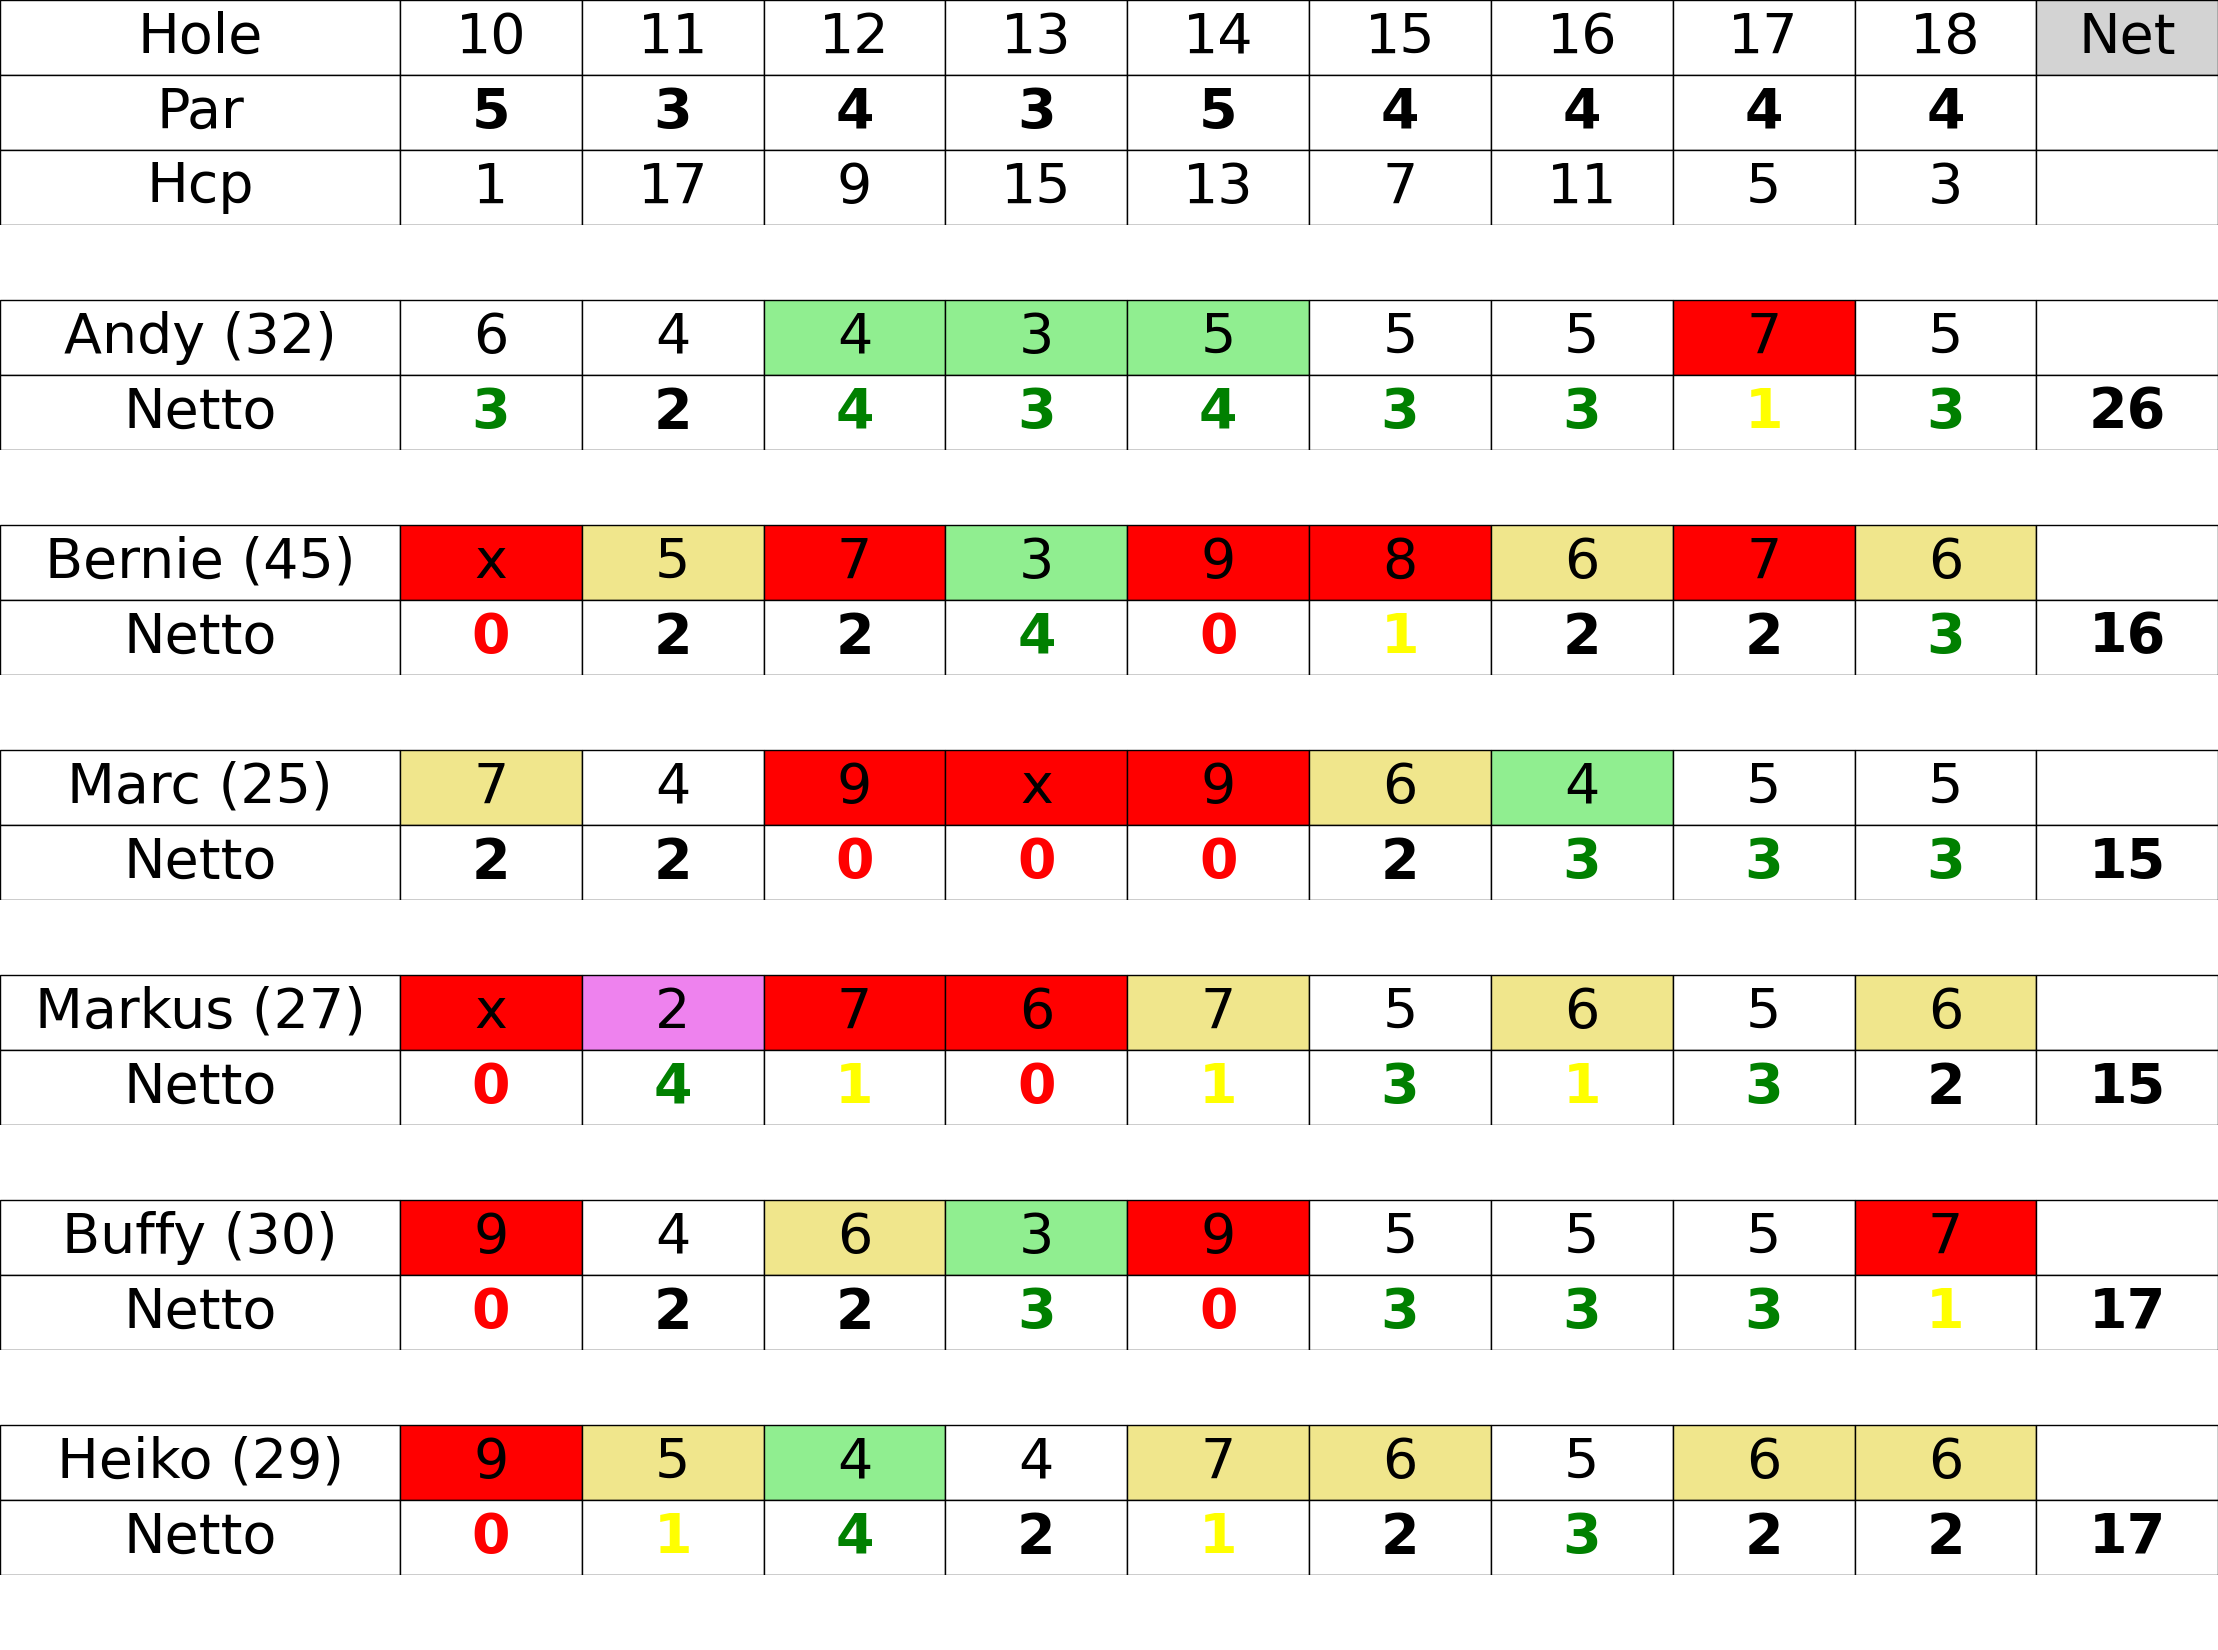 Hole 10 11 12 13 14 15 16 17 18 Net
Par 5 3 4 3 5 4 4 4 4
Hcp 1 17 9 15 13 7 11 5 3
Andy (32) 6 4 4 3 5 5 5 7 5
Netto 3 2 4 3 4 3 3 1 3 26
Bernie (45) x 5 7 3 9 8 6 7 6
Netto 0 2 2 4 0 1 2 2 3 16
Marc (25) 7 4 9 x 9 6 4 5 5
Netto 2 2 0 0 0 2 3 3 3 15
Markus (27) x 2 7 6 7 5 6 5 6
Netto 0 4 1 0 1 3 1 3 2 15
Buffy (30) 9 4 6 3 9 5 5 5 7
Netto 0 2 2 3 0 3 3 3 1 17
Heiko (29) 9 5 4 4 7 6 5 6 6
Netto 0 1 4 2 1 2 3 2 2 17